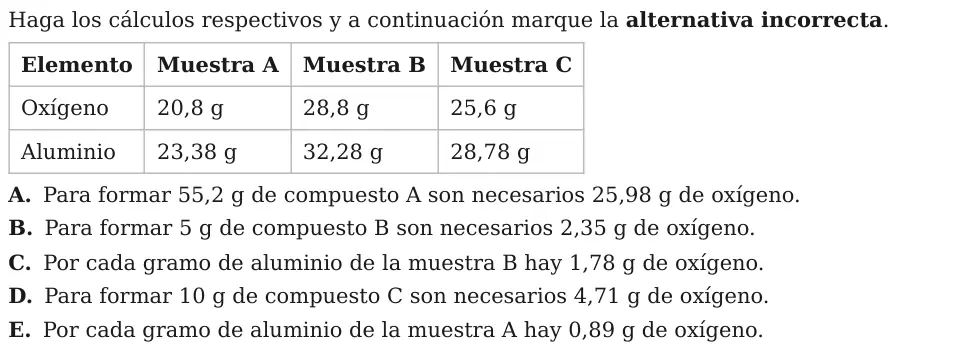 Haga los cálculos respectivos y a continuación marque la alternativa incorrecta.
Elemento Muestra A Muestra B Muestra C
Oxígeno 20,8 g 28,8 g 25,6 g
Aluminio 23,38 g 32,28 g 28,78 g
A. Para formar 55,2 g de compuesto A son necesarios 25,98 g de oxígeno.
B. Para formar 5 g de compuesto B son necesarios 2,35 g de oxígeno.
C. Por cada gramo de aluminio de la muestra B hay 1,78 g de oxígeno.
D. Para formar 10 g de compuesto C son necesarios 4,71 g de oxígeno.
E. Por cada gramo de aluminio de la muestra A hay 0,89 g de oxígeno.